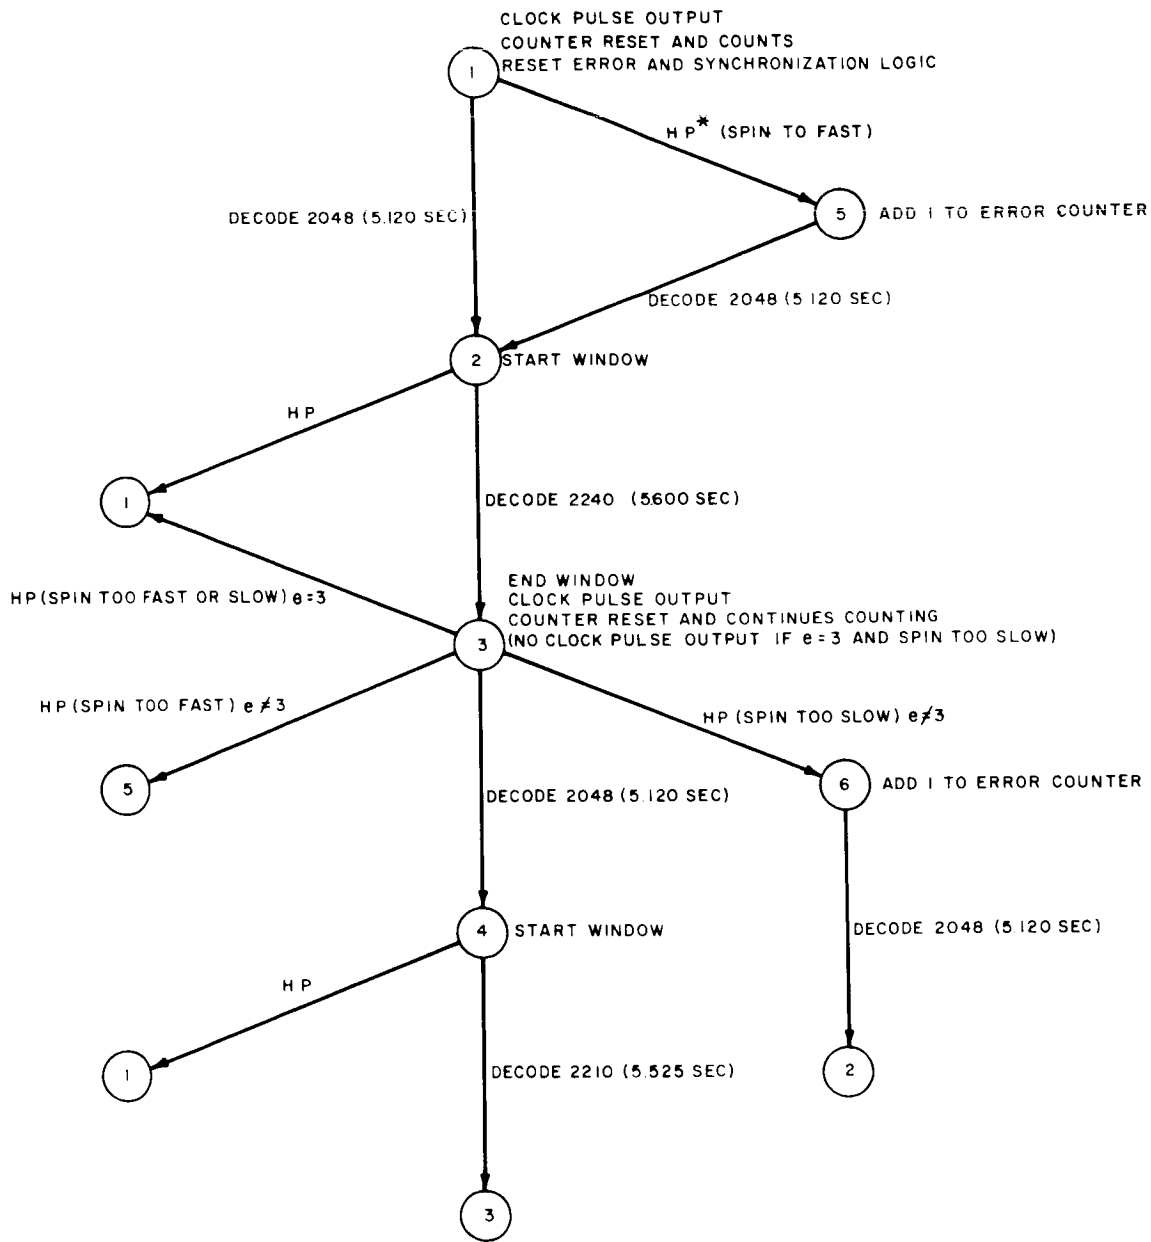 CLOCK PULSE OUTPUT
COUNTER RESET AND COUNTS
RESET ERROR AND SYNCHRONIZATION LOGIC
1
HP* (SPIN TO FAST)
DECODE 2048 (5.120 SEC)
5
ADD 1 TO ERROR COUNTER
DECODE 2048 (5.120 SEC)
2
START WINDOW
HP
1
DECODE 2240 (5.600 SEC)
END WINDOW
CLOCK PULSE OUTPUT
COUNTER RESET AND CONTINUES COUNTING
(NO CLOCK PULSE OUTPUT IF e=3 AND SPIN TOO SLOW)
HP (SPIN TOO FAST OR SLOW) e=3
3
HP (SPIN TOO FAST) e≠3
HP (SPIN TOO SLOW) e≠3
5
DECODE 2048 (5.120 SEC)
6
ADD 1 TO ERROR COUNTER
4
START WINDOW
DECODE 2048 (5.120 SEC)
HP
1
DECODE 2210 (5.525 SEC)
2
3